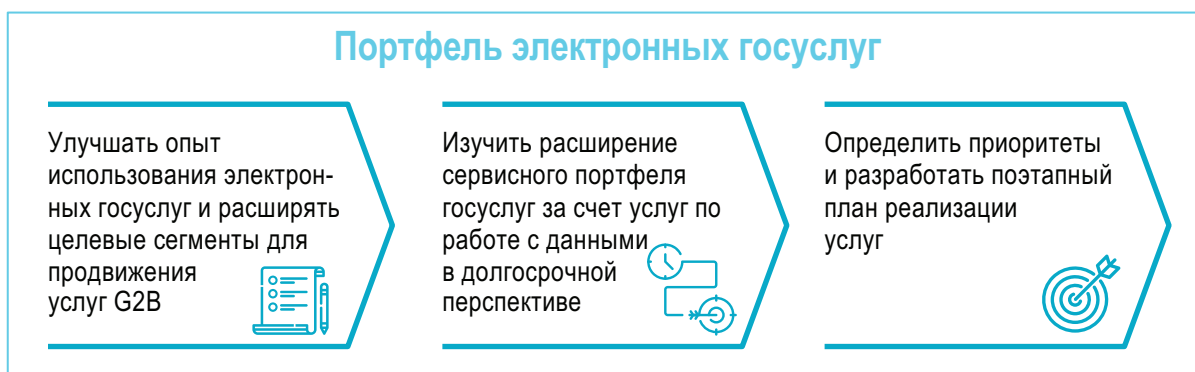 Портфель электронных госуслуг
Улучшать опыт
использования электрон-
ных госуслуг и расширять
целевые сегменты для
продвижения
услуг G2B
Изучить расширение
сервисного портфеля
госуслуг за счет услуг по
работе с данными
в долгосрочной
перспективе
Определить приоритеты
и разработать поэтапный
план реализации
услуг